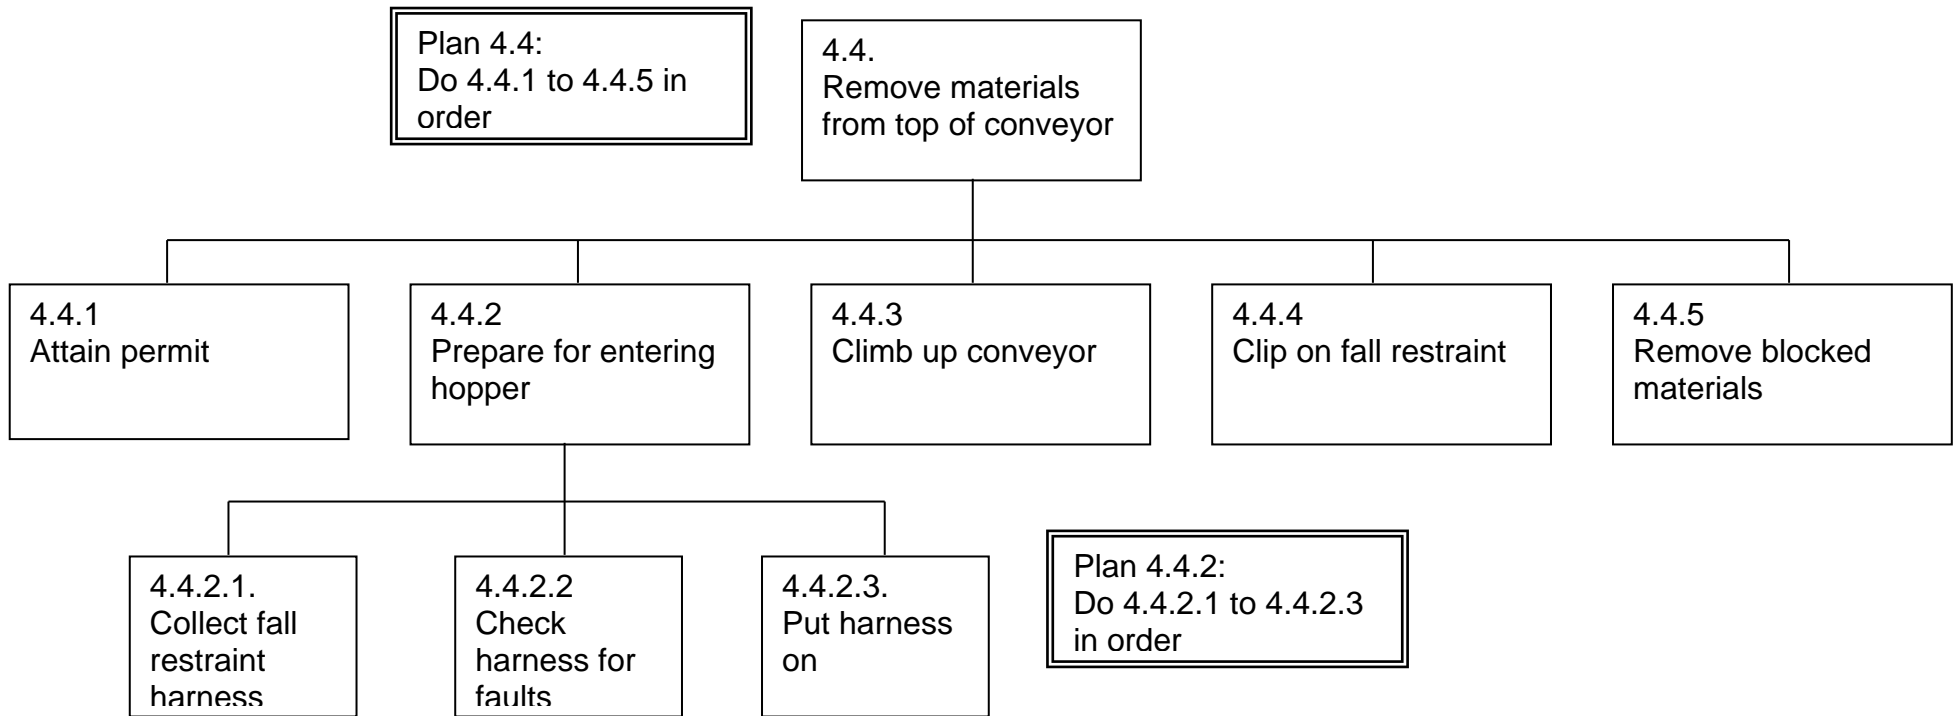 Plan 4.4:
Do 4.4.1 to 4.4.5 in
order
4.4.
Remove materials
from top of conveyor
4.4.1
Attain permit
4.4.2
Prepare for entering
hopper
4.4.3
Climb up conveyor
4.4.4
Clip on fall restraint
4.4.5
Remove blocked
materials
4.4.2.1.
Collect fall
restraint
harness
4.4.2.2
Check
harness for
faults
4.4.2.3.
Put harness
on
Plan 4.4.2:
Do 4.4.2.1 to 4.4.2.3
in order